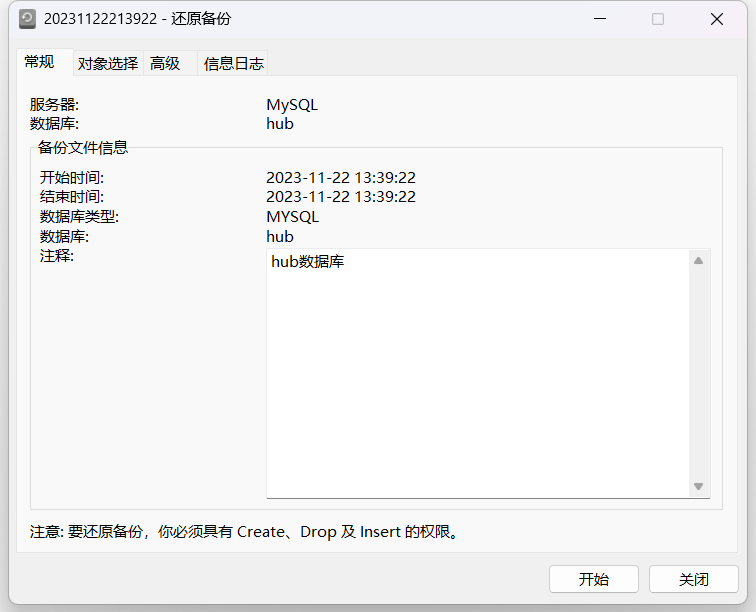 20231122213922 - 还原备份
常规 对象选择 高级 信息日志
服务器: MySQL
数据库: hub
备份文件信息
开始时间: 2023-11-22 13:39:22
结束时间: 2023-11-22 13:39:22
数据库类型: MYSQL
数据库: hub
注释: hub数据库
注意: 要还原备份，你必须具有 Create、Drop 及 Insert 的权限。
开始 关闭